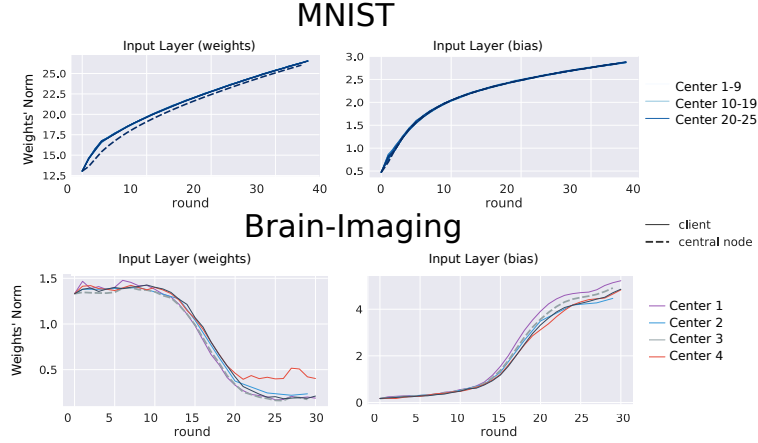 MNIST
Input Layer (weights)
Input Layer (bias)
Weights' Norm
25.0
22.5
20.0
17.5
15.0
12.5
0 10 20 30 40
round
3.0
2.5
2.0
1.5
1.0
0.5
0 10 20 30 40
round
Center 1-9
Center 10-19
Center 20-25
client
central node
Brain-Imaging
Input Layer (weights)
Input Layer (bias)
Weights' Norm
1.5
1.0
0.5
0 5 10 15 20 25 30
round
4
2
0
0 5 10 15 20 25 30
round
Center 1
Center 2
Center 3
Center 4